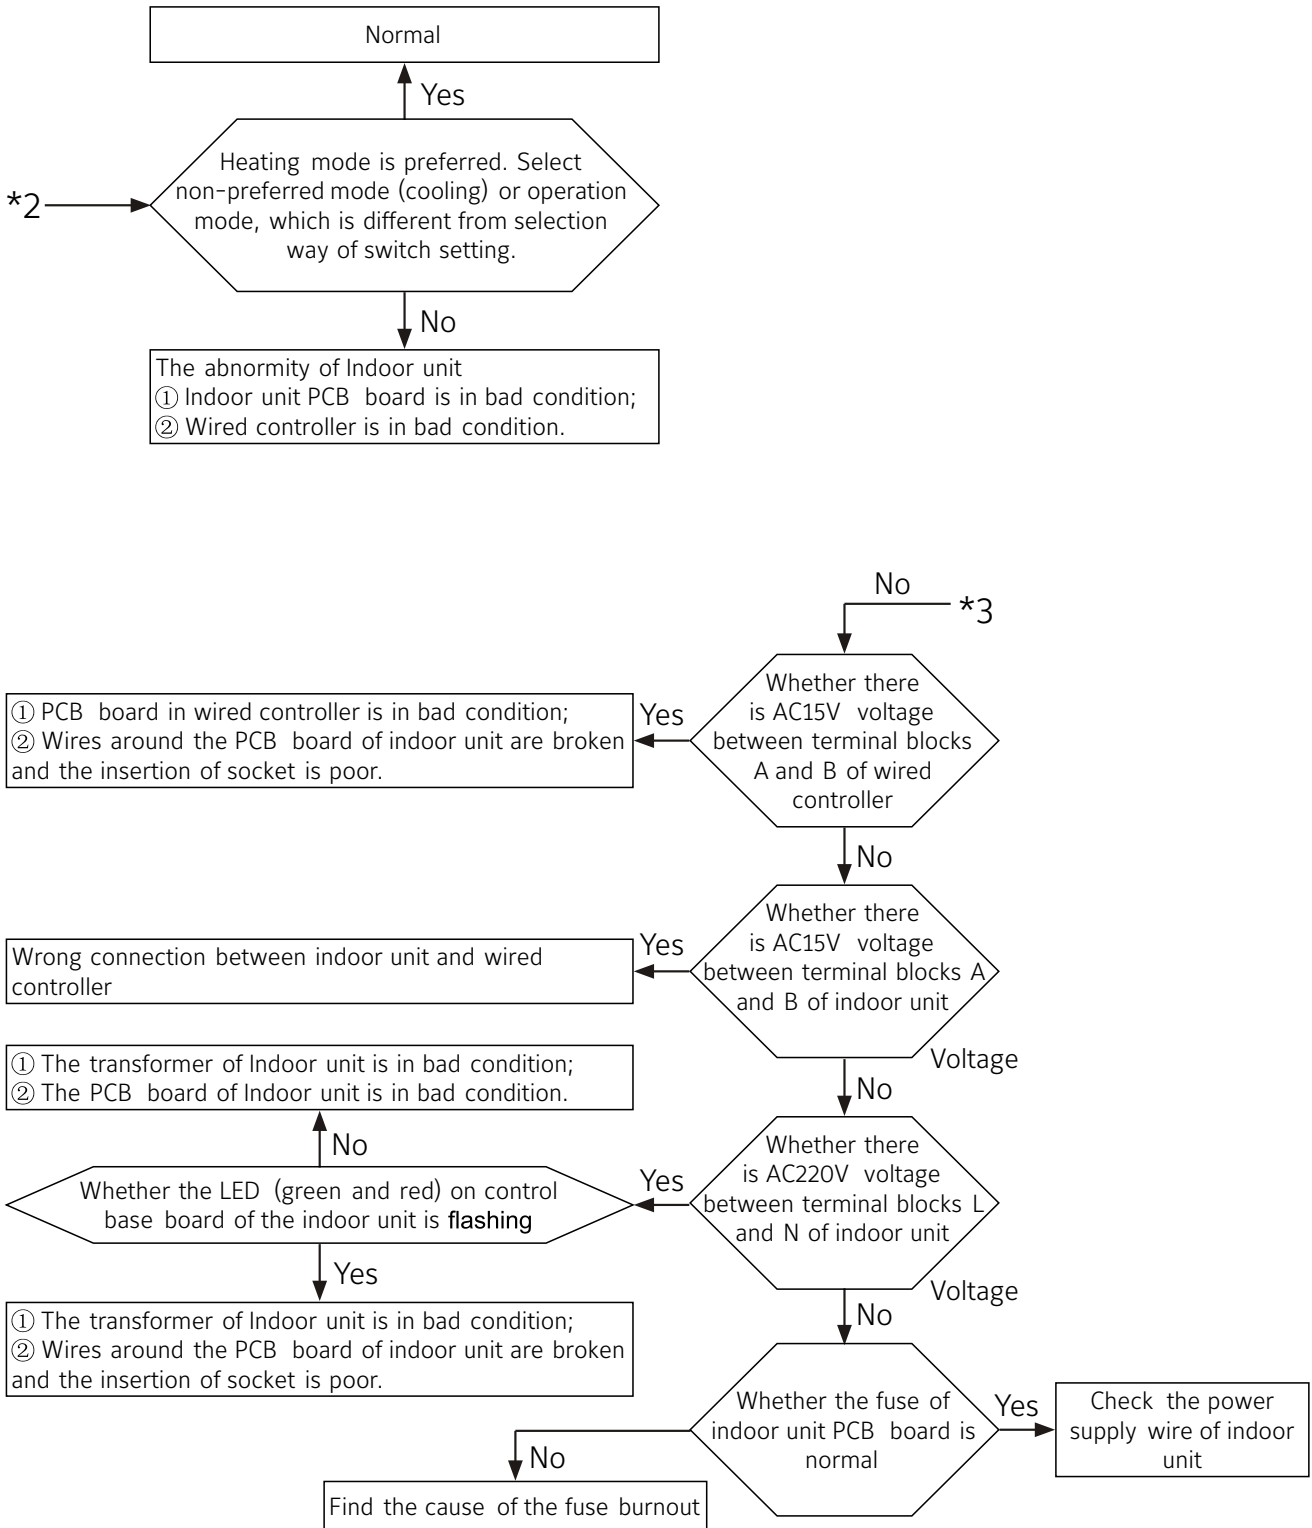 Normal
Yes
Heating mode is preferred. Select
non-preferred mode (cooling) or operation
mode, which is different from selection
way of switch setting.
*2
No
The abnormity of Indoor unit
① Indoor unit PCB board is in bad condition;
② Wired controller is in bad condition.
No
*3
Whether there
is AC15V voltage
between terminal blocks
A and B of wired
controller
Yes
① PCB board in wired controller is in bad condition;
② Wires around the PCB board of indoor unit are broken
and the insertion of socket is poor.
No
Whether there
is AC15V voltage
between terminal blocks A
and B of indoor unit
Yes
Wrong connection between indoor unit and wired
controller
Voltage
No
① The transformer of Indoor unit is in bad condition;
② The PCB board of Indoor unit is in bad condition.
No
Whether there
is AC220V voltage
between terminal blocks L
and N of indoor unit
Yes
Whether the LED (green and red) on control
base board of the indoor unit is flashing
Yes
Voltage
No
① The transformer of Indoor unit is in bad condition;
② Wires around the PCB board of indoor unit are broken
and the insertion of socket is poor.
Whether the fuse of
indoor unit PCB board is
normal
Yes
Check the power
supply wire of indoor
unit
No
Find the cause of the fuse burnout